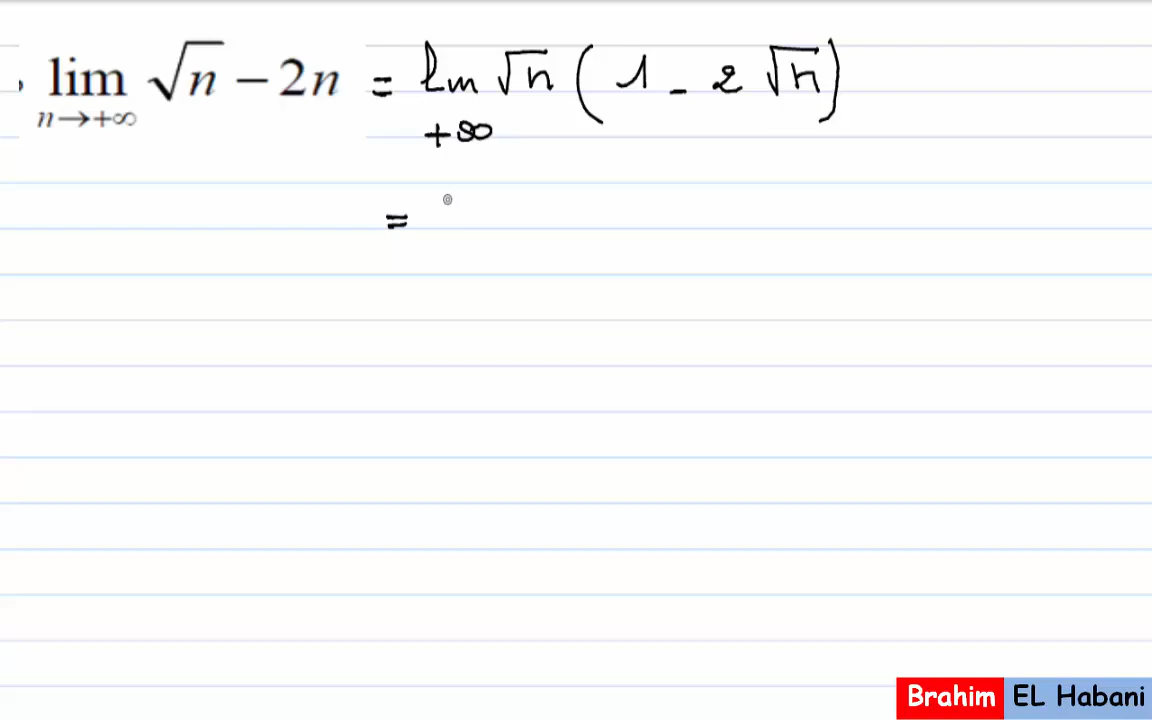 lim √n − 2n = lim √n ( 1 - 2 √n )
n→+∞ +∞
=
Brahim EL Habani